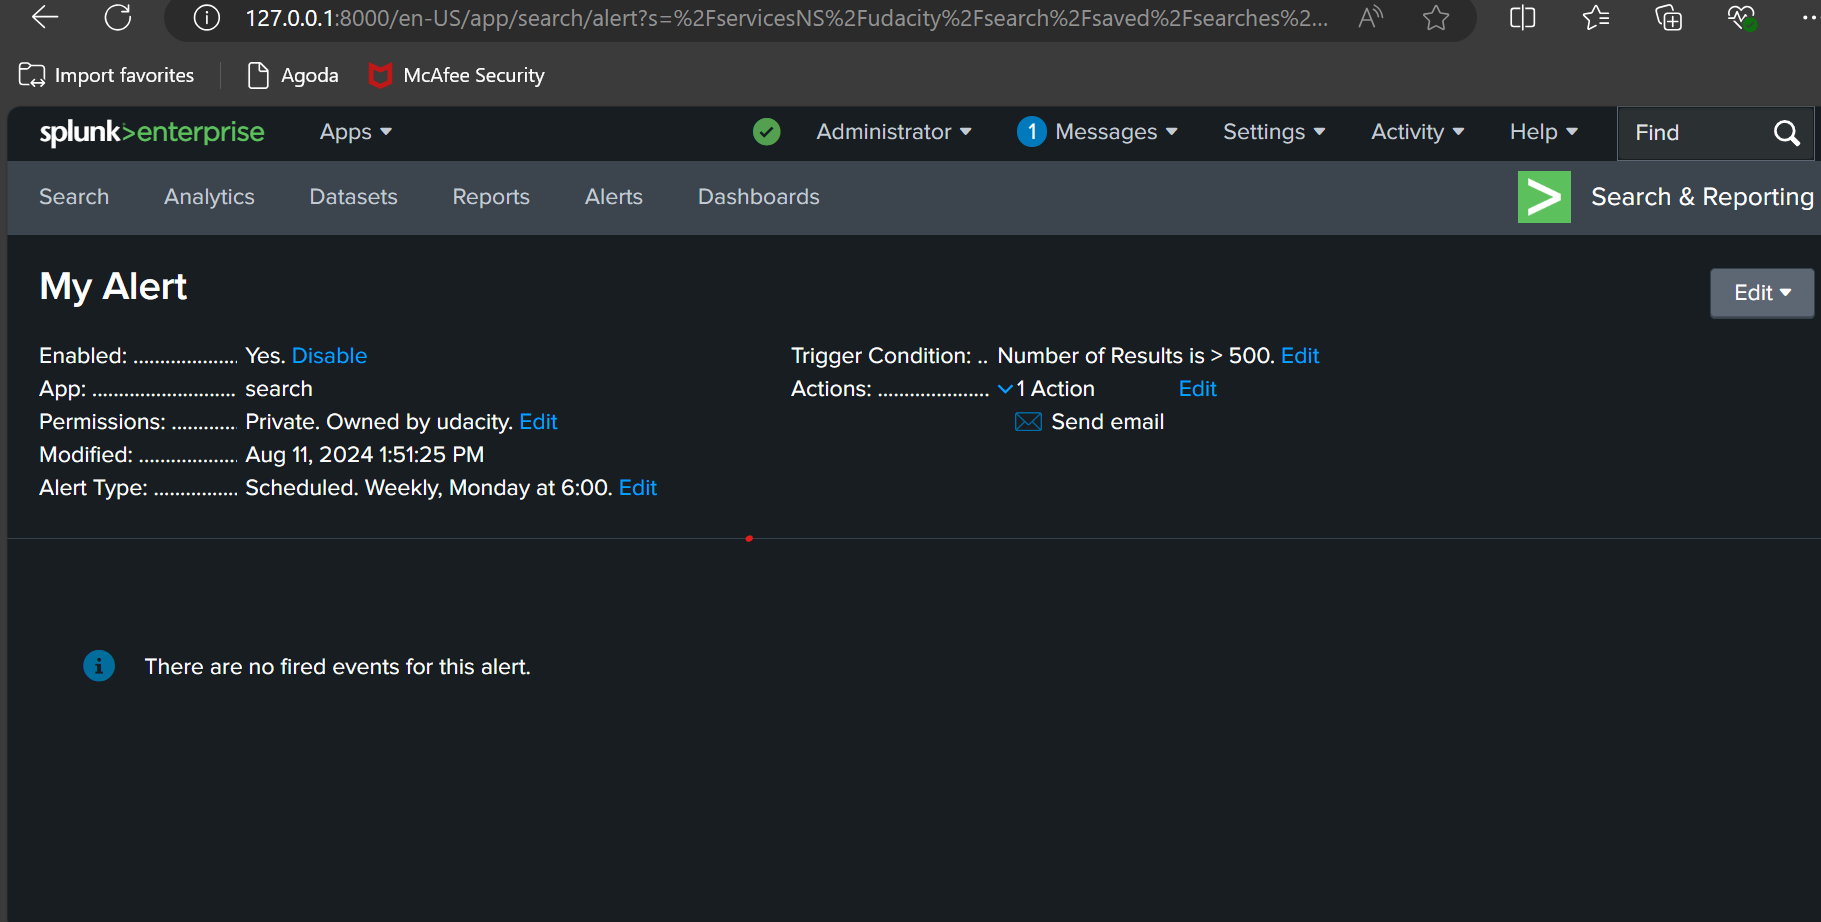 127.0.0.1:8000/en-US/app/search/alert?s=%2FservicesNS%2Fudacity%2Fsearch%2Fsaved%2Fsearches%2...
Import favorites Agoda McAfee Security
splunk>enterprise Apps Administrator 1 Messages Settings Activity Help Find
Search Analytics Datasets Reports Alerts Dashboards Search & Reporting
My Alert
Edit
Enabled: .................... Yes. Disable
App: ........................... search
Permissions: ............ Private. Owned by udacity. Edit
Modified: ................... Aug 11, 2024 1:51:25 PM
Alert Type: ................ Scheduled. Weekly, Monday at 6:00. Edit
Trigger Condition: .. Number of Results is > 500. Edit
Actions: ..................... 1 Action Edit
Send email
There are no fired events for this alert.